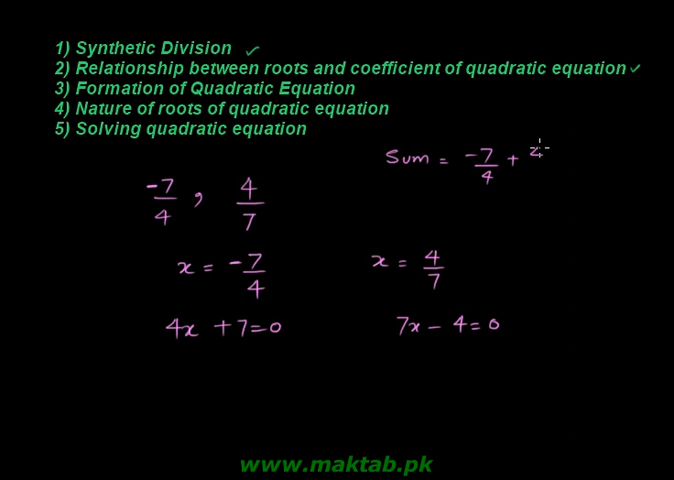 1) Synthetic Division ✓
2) Relationship between roots and coefficient of quadratic equation ✓
3) Formation of Quadratic Equation
4) Nature of roots of quadratic equation
5) Solving quadratic equation
Sum = -7/4 +
-7/4 , 4/7
x = -7/4    x = 4/7
4x + 7 = 0    7x - 4 = 0
www.maktab.pk